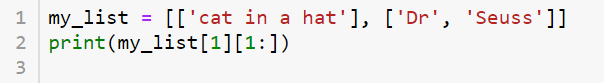 1 my_list = [['cat in a hat'], ['Dr', 'Seuss']]
2 print(my_list[1][1:])
3